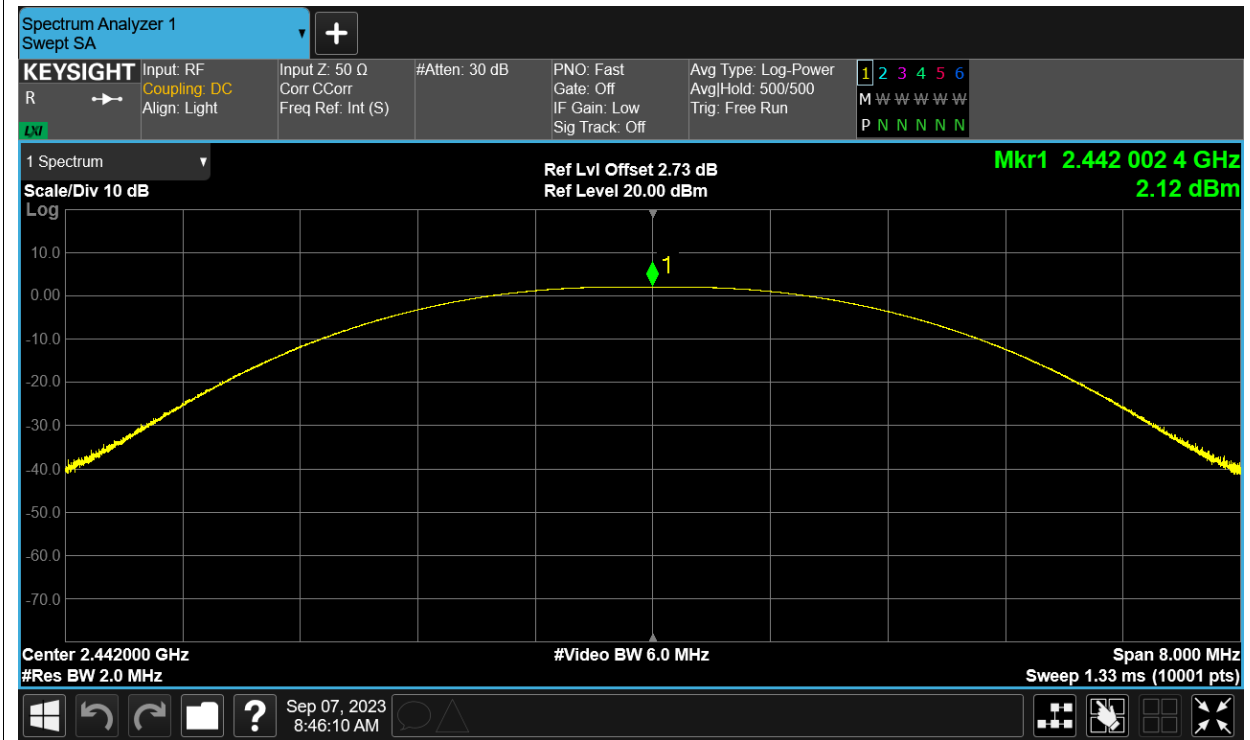 Spectrum Analyzer 1
Swept SA
KEYSIGHT
R
LXI
Input: RF
Coupling: DC
Align: Light
Input Z: 50 Ω
Corr CCorr
Freq Ref: Int (S)
#Atten: 30 dB
PNO: Fast
Gate: Off
IF Gain: Low
Sig Track: Off
Avg Type: Log-Power
Avg|Hold: 500/500
Trig: Free Run
1 2 3 4 5 6
M W W W W W
P N N N N N
1 Spectrum
Scale/Div 10 dB
Log
Ref Lvl Offset 2.73 dB
Ref Level 20.00 dBm
Mkr1 2.442 002 4 GHz
2.12 dBm
1
10.0
0.00
-10.0
-20.0
-30.0
-40.0
-50.0
-60.0
-70.0
Center 2.442000 GHz
#Res BW 2.0 MHz
#Video BW 6.0 MHz
Span 8.000 MHz
Sweep 1.33 ms (10001 pts)
?
Sep 07, 2023
8:46:10 AM